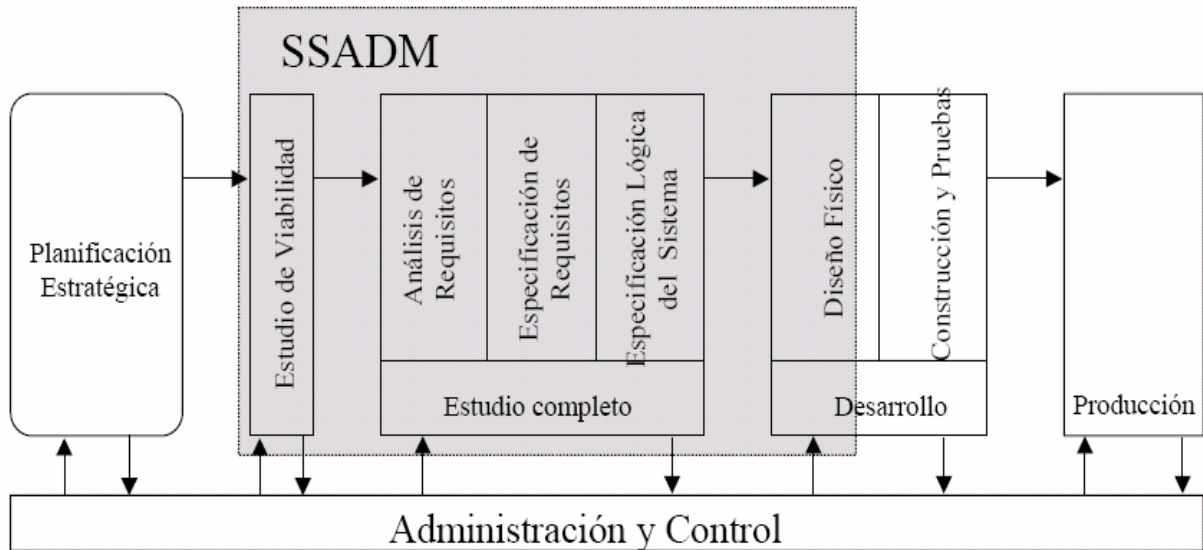 SSADM
Planificación
Estratégica
Estudio de Viabilidad
Análisis de
Requisitos
Especificación de
Requisitos
Especificación Lógica
del Sistema
Estudio completo
Diseño Físico
Construcción y Pruebas
Desarrollo
Producción
Administración y Control